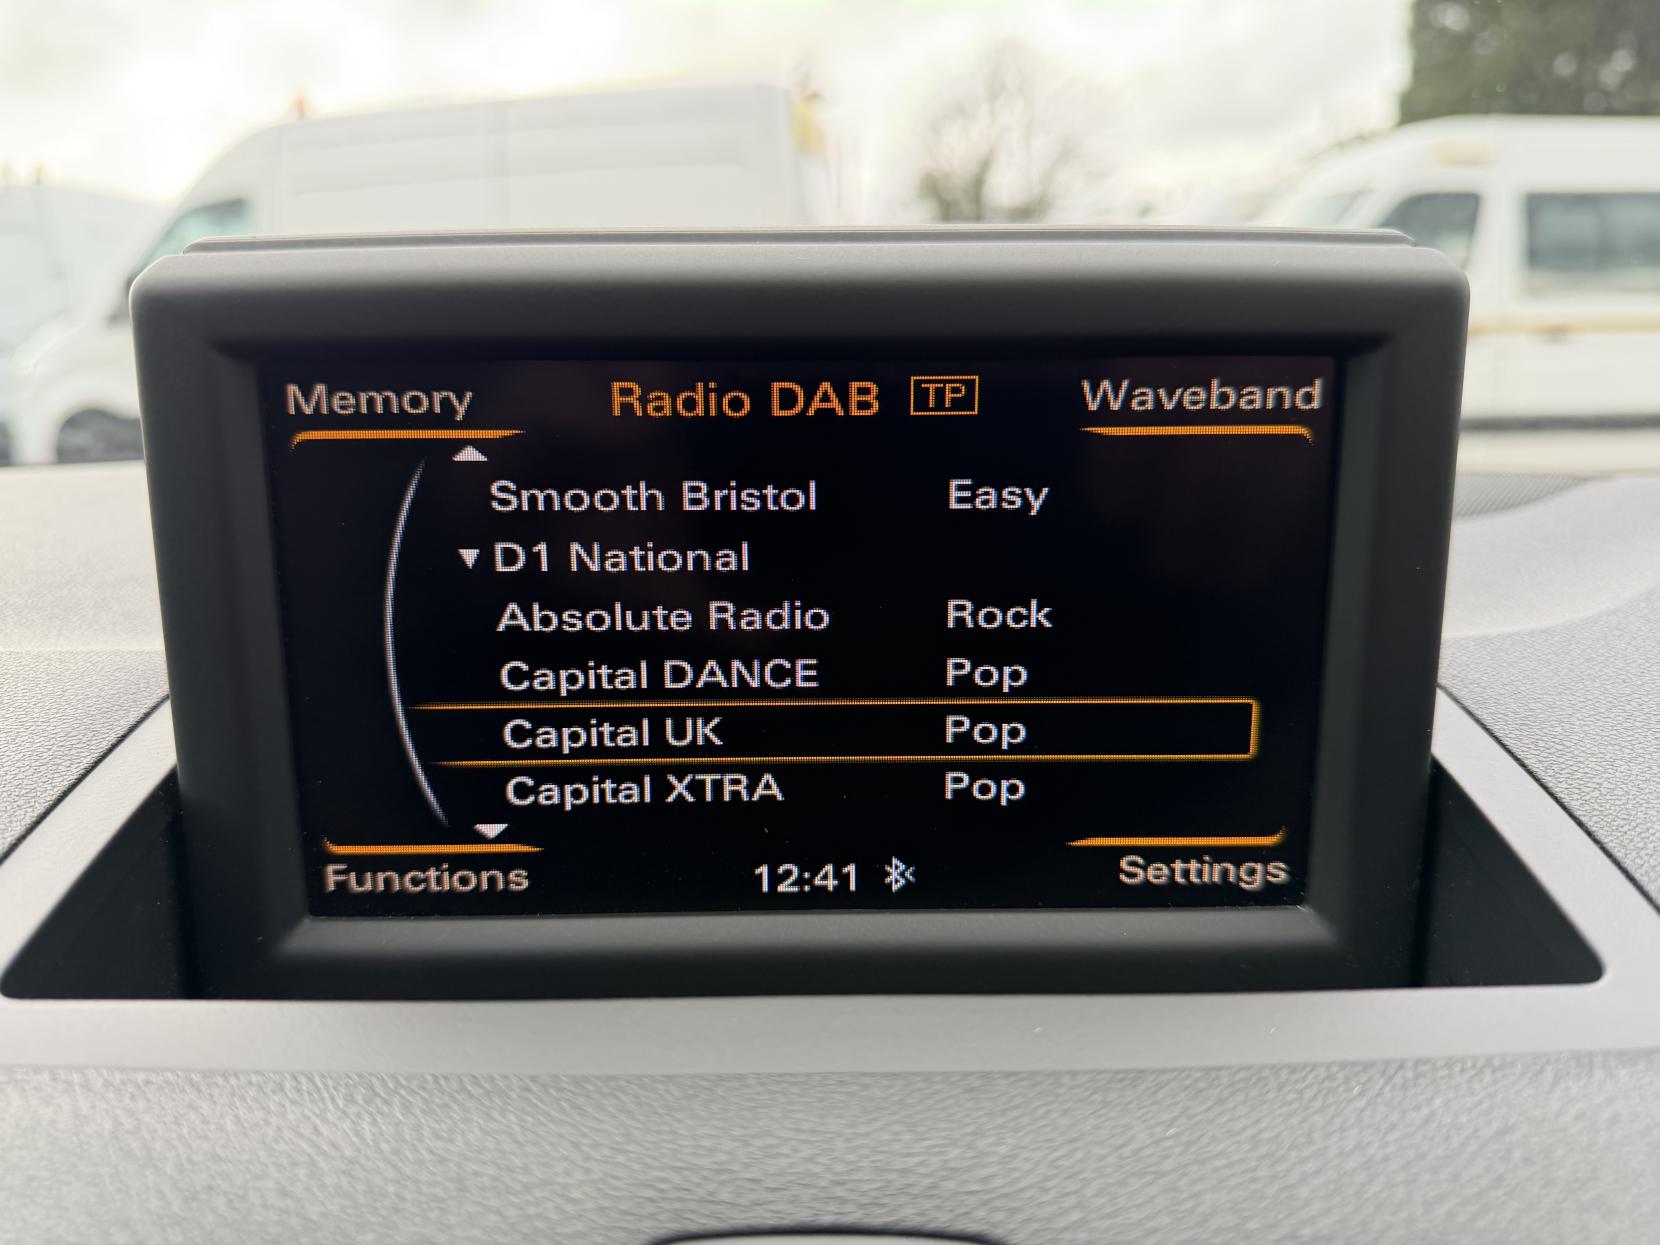 Memory Radio DAB TP Waveband
Smooth Bristol Easy
▼ D1 National
Absolute Radio Rock
Capital DANCE Pop
Capital UK Pop
Capital XTRA Pop
Functions 12:41 Settings